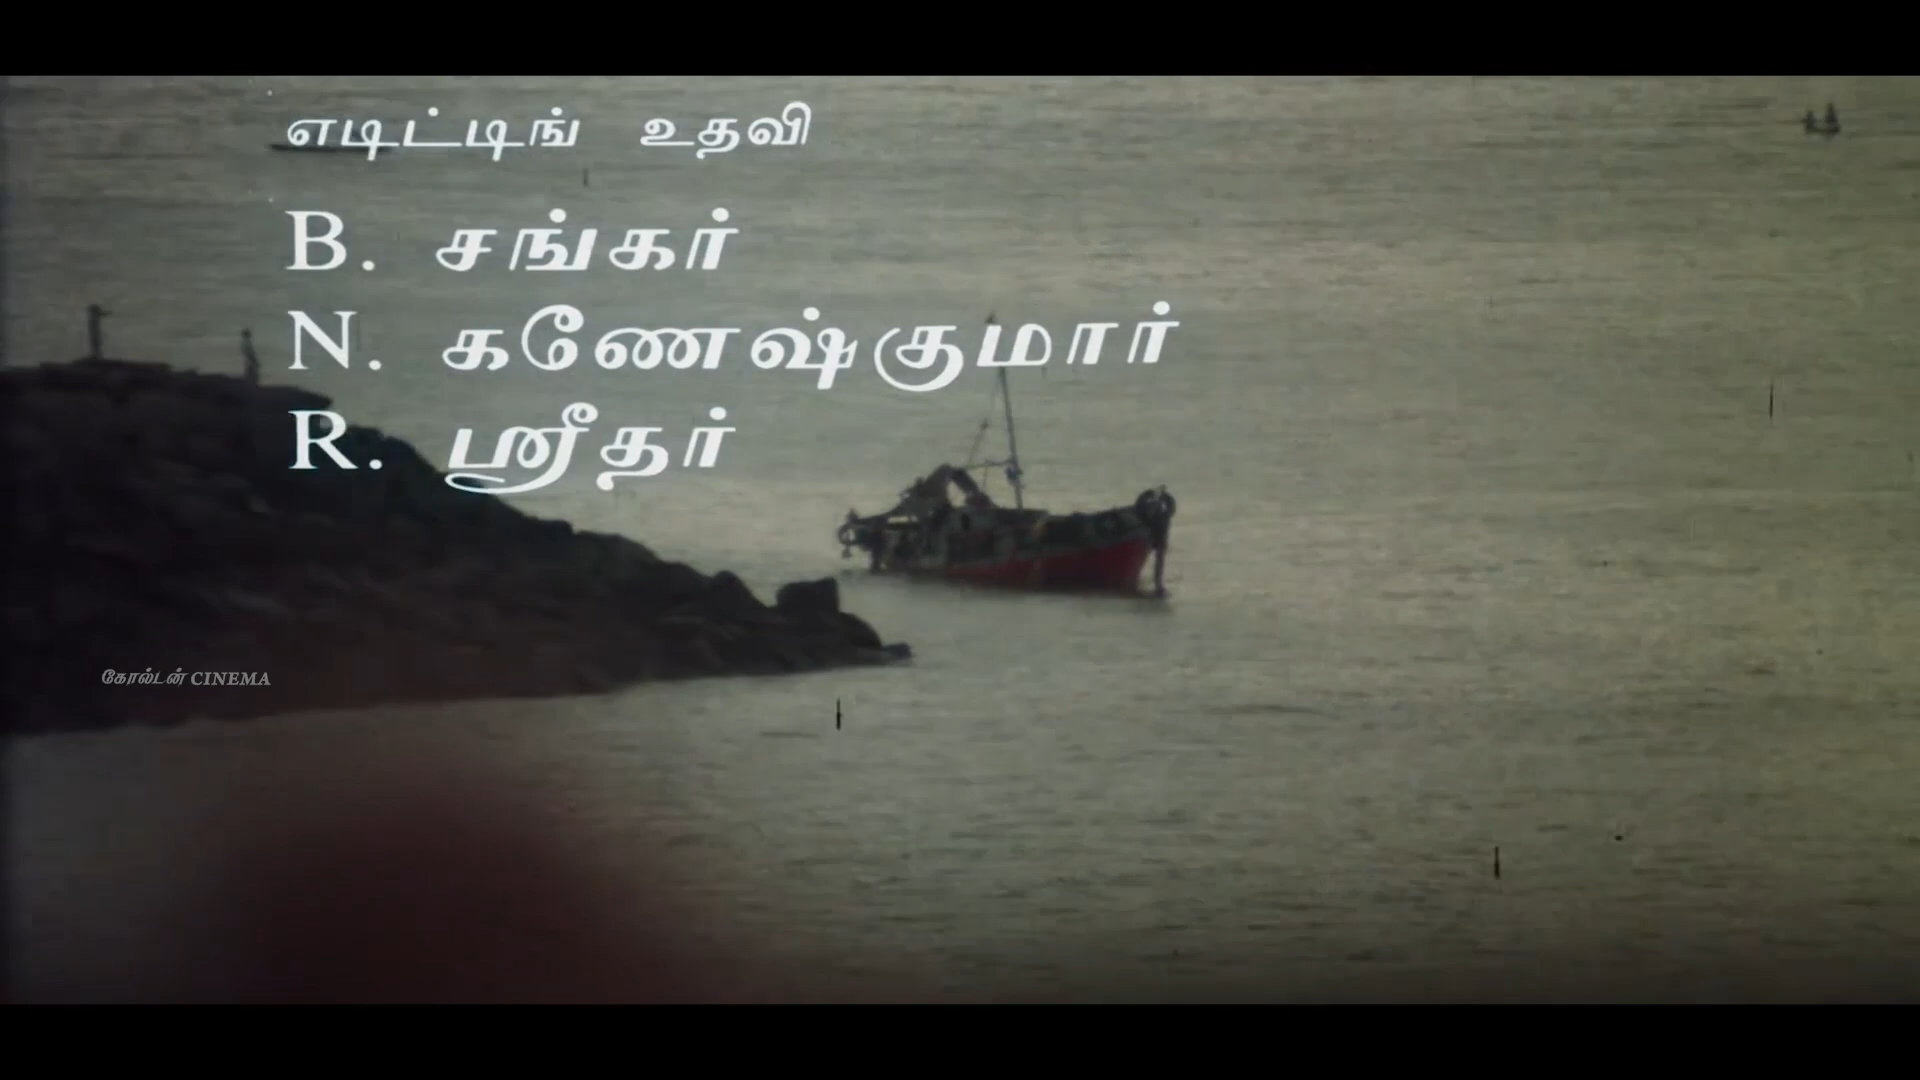 எடிட்டிங் உதவி
B. சங்கர்
N. கணேஷ்குமார்
R. ஸ்ரீதர்
கோல்டன் CINEMA